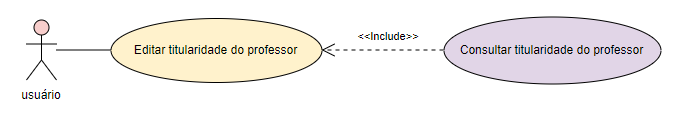 <<Include>>
Editar titularidade do professor
Consultar titularidade do professor
usuário